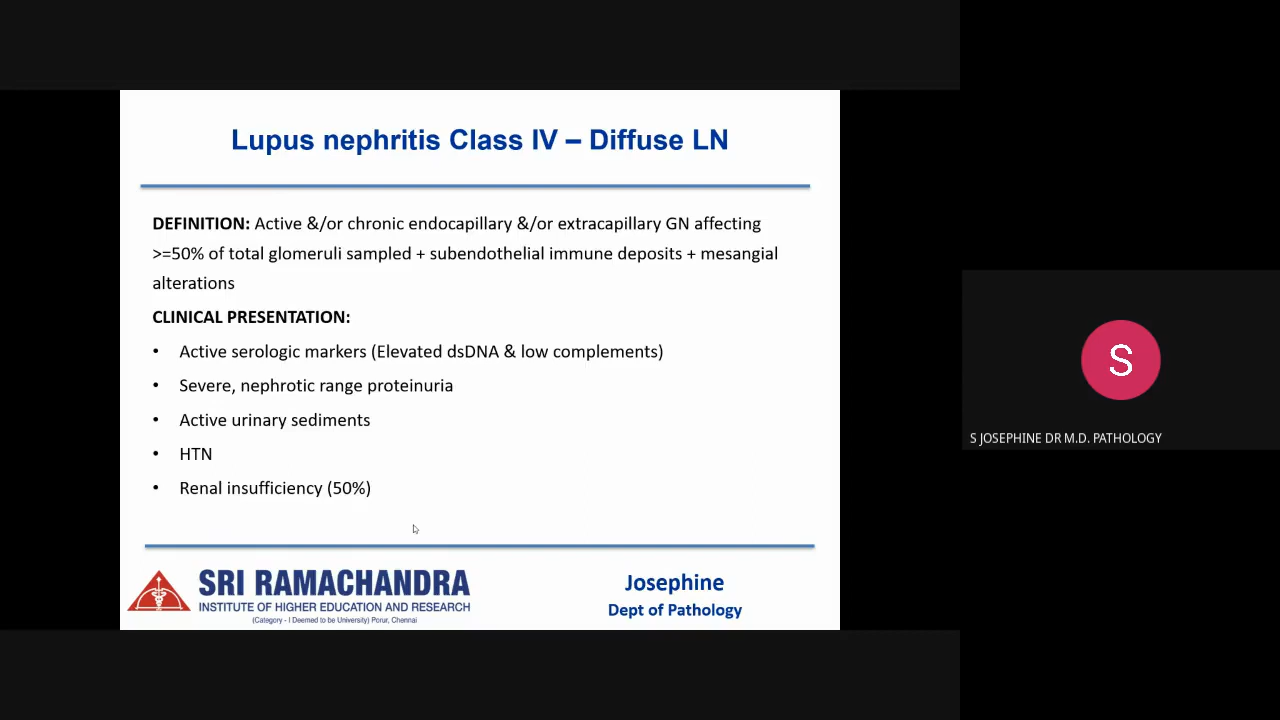 Lupus nephritis Class IV – Diffuse LN
DEFINITION: Active &/or chronic endocapillary &/or extracapillary GN affecting
>=50% of total glomeruli sampled + subendothelial immune deposits + mesangial
alterations
CLINICAL PRESENTATION:
• Active serologic markers (Elevated dsDNA & low complements)
• Severe, nephrotic range proteinuria
• Active urinary sediments
• HTN
• Renal insufficiency (50%)
SRI RAMACHANDRA
INSTITUTE OF HIGHER EDUCATION AND RESEARCH
(Category - I Deemed to be University) Porur, Chennai
Josephine
Dept of Pathology
S
S JOSEPHINE DR M.D. PATHOLOGY